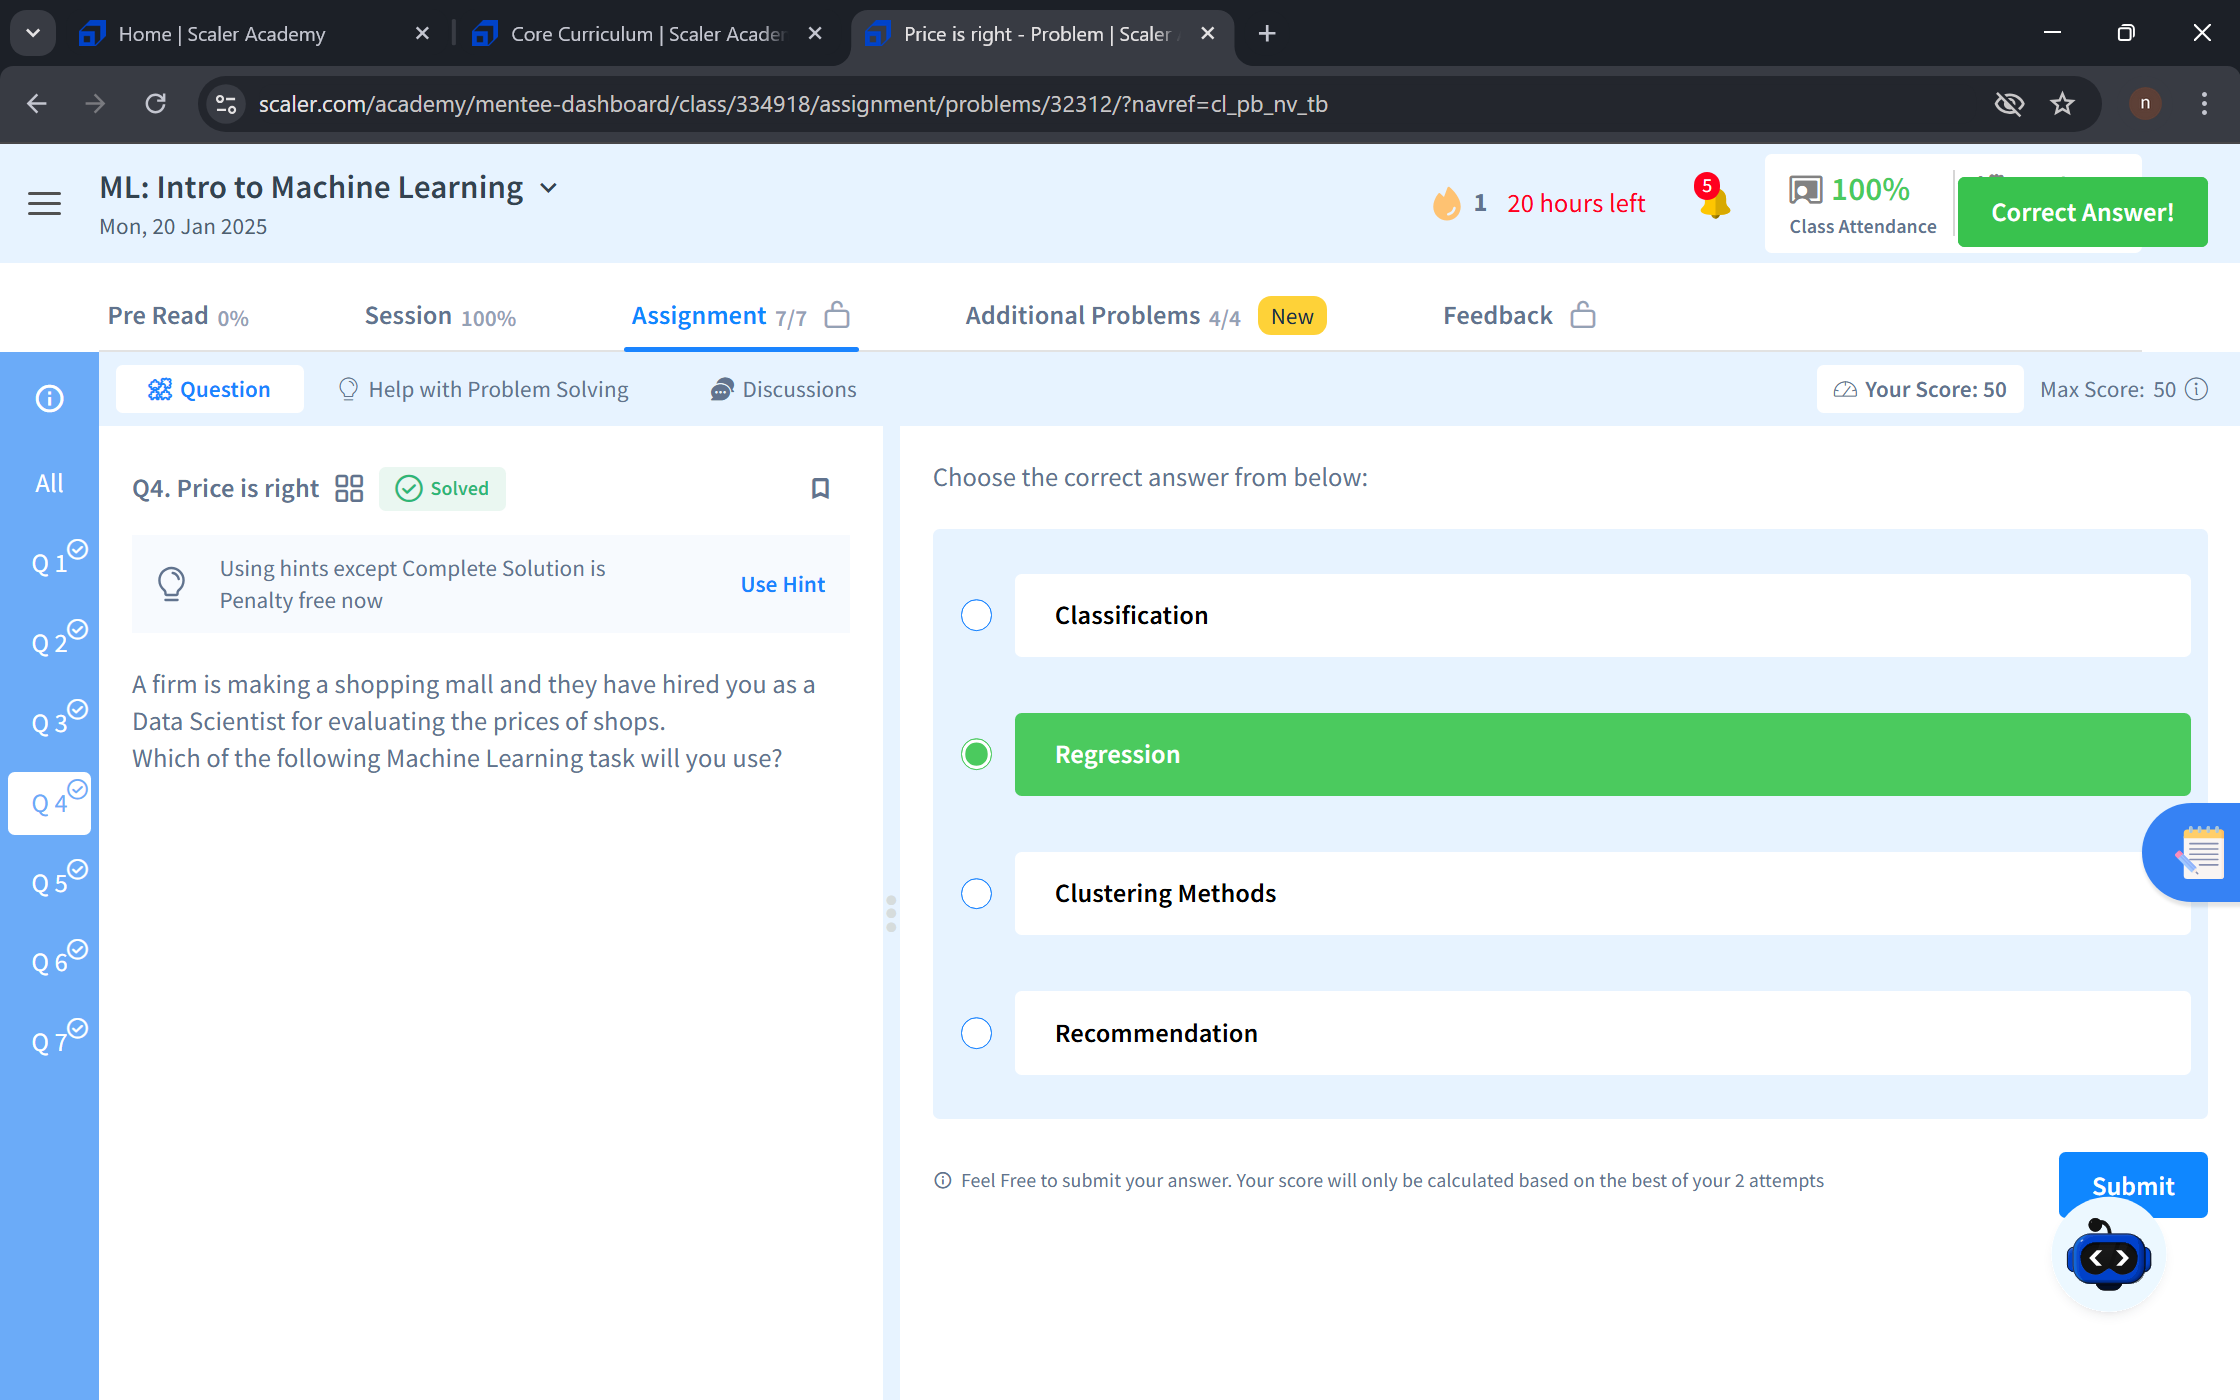 Home | Scaler Academy
Core Curriculum | Scaler Acader
Price is right - Problem | Scaler
scaler.com/academy/mentee-dashboard/class/334918/assignment/problems/32312/?navref=cl_pb_nv_tb
n
ML: Intro to Machine Learning
Mon, 20 Jan 2025
1 20 hours left
5
100%
Class Attendance
Correct Answer!
Pre Read 0%
Session 100%
Assignment 7/7
Additional Problems 4/4 New
Feedback
Question
Help with Problem Solving
Discussions
Your Score: 50
Max Score: 50
All
Q 1
Q 2
Q 3
Q 4
Q 5
Q 6
Q 7
Q4. Price is right
Solved
Using hints except Complete Solution is
Penalty free now
Use Hint
A firm is making a shopping mall and they have hired you as a
Data Scientist for evaluating the prices of shops.
Which of the following Machine Learning task will you use?
Choose the correct answer from below:
Classification
Regression
Clustering Methods
Recommendation
Feel Free to submit your answer. Your score will only be calculated based on the best of your 2 attempts
Submit